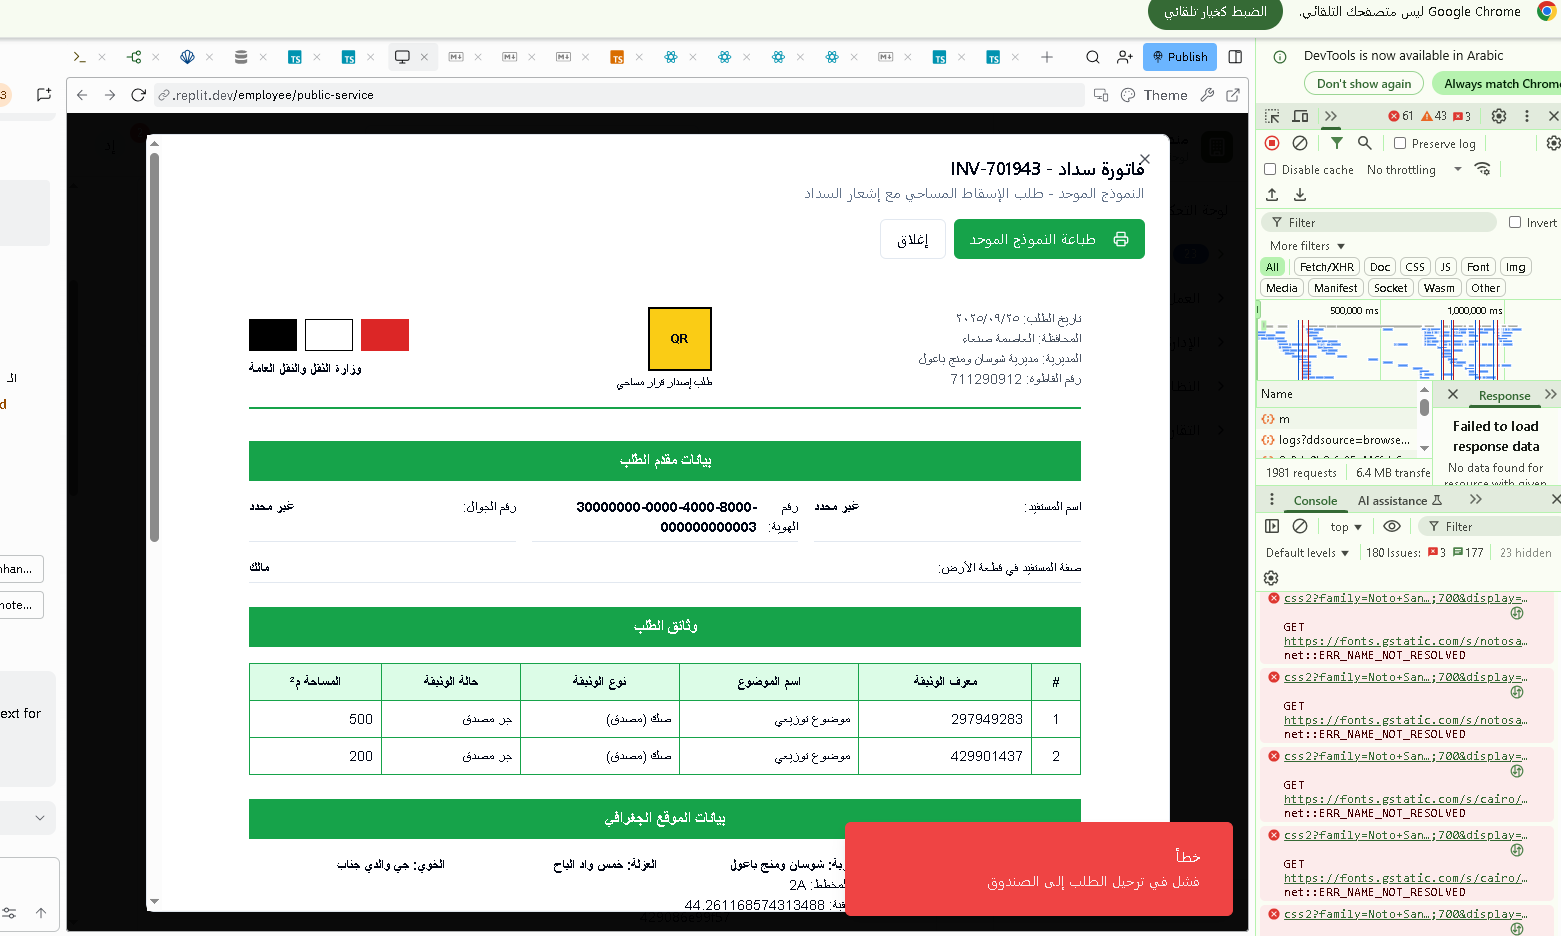 الضبط كخيار تلقائي
Google Chrome ليس متصفحك التلقائي.
Publish
.replit.dev/employee/public-service
Theme
3
ext for
فاتورة سداد - INV-701943
النموذج الموحد - طلب الإسقاط المساحي مع إشعار السداد
طباعة النموذج الموحد
إغلاق
تاريخ الطلب: ٢٠٢٥/٠٩/٢٥
المحافظة: العاصمة صنعاء
المديرية: مديرية شوسان ومنح باعول
رقم الفاطوره: 711290912
QR
طلب إصدار قرار مساحي
وزارة النقل والنقل العامة
بيانات مقدم الطلب
اسم المستفيد: غير محدد
رقم الهوية: 30000000-0000-4000-8000-000000000003
رقم الجوال: غير محدد
صفة المستفيد في قطعة الأرض: مالك
وثائق الطلب
# معرف الوثيقة اسم الموضوع نوع الوثيقة حالة الوثيقة المساحة م²
1 297949283 موضوع توزيعي صك (مصدق) جر مصدق 500
2 429901437 موضوع توزيعي صك (مصدق) جر مصدق 200
بيانات الموقع الجغرافي
شوسان ومنح باعول
العزلة: خمس واد الباح
الخوي: جي والدي جناب
2A
44.261168574313488
خطأ
فشل في ترحيل الطلب إلى الصندوق
DevTools is now available in Arabic
Don't show again
Always match Chrome
61 43 3
Preserve log
Disable cache No throttling
Filter
Invert
More filters
All Fetch/XHR Doc CSS JS Font Img
Media Manifest Socket Wasm Other
500,000 ms 1,000,000 ms
Name
m
logs?ddsource=browse...
Response
Failed to load
response data
No data found for
resource with given
1981 requests 6.4 MB transfe
Console AI assistance
top Filter
Default levels 180 Issues: 3 177 23 hidden
css2?family=Noto+San…;700&display=…
GET
https://fonts.gstatic.com/s/notosa…
net::ERR_NAME_NOT_RESOLVED
css2?family=Noto+San…;700&display=…
GET
https://fonts.gstatic.com/s/notosa…
net::ERR_NAME_NOT_RESOLVED
css2?family=Noto+San…;700&display=…
GET
https://fonts.gstatic.com/s/cairo/…
net::ERR_NAME_NOT_RESOLVED
css2?family=Noto+San…;700&display=…
GET
https://fonts.gstatic.com/s/cairo/…
net::ERR_NAME_NOT_RESOLVED
css2?family=Noto+San…;700&display=…